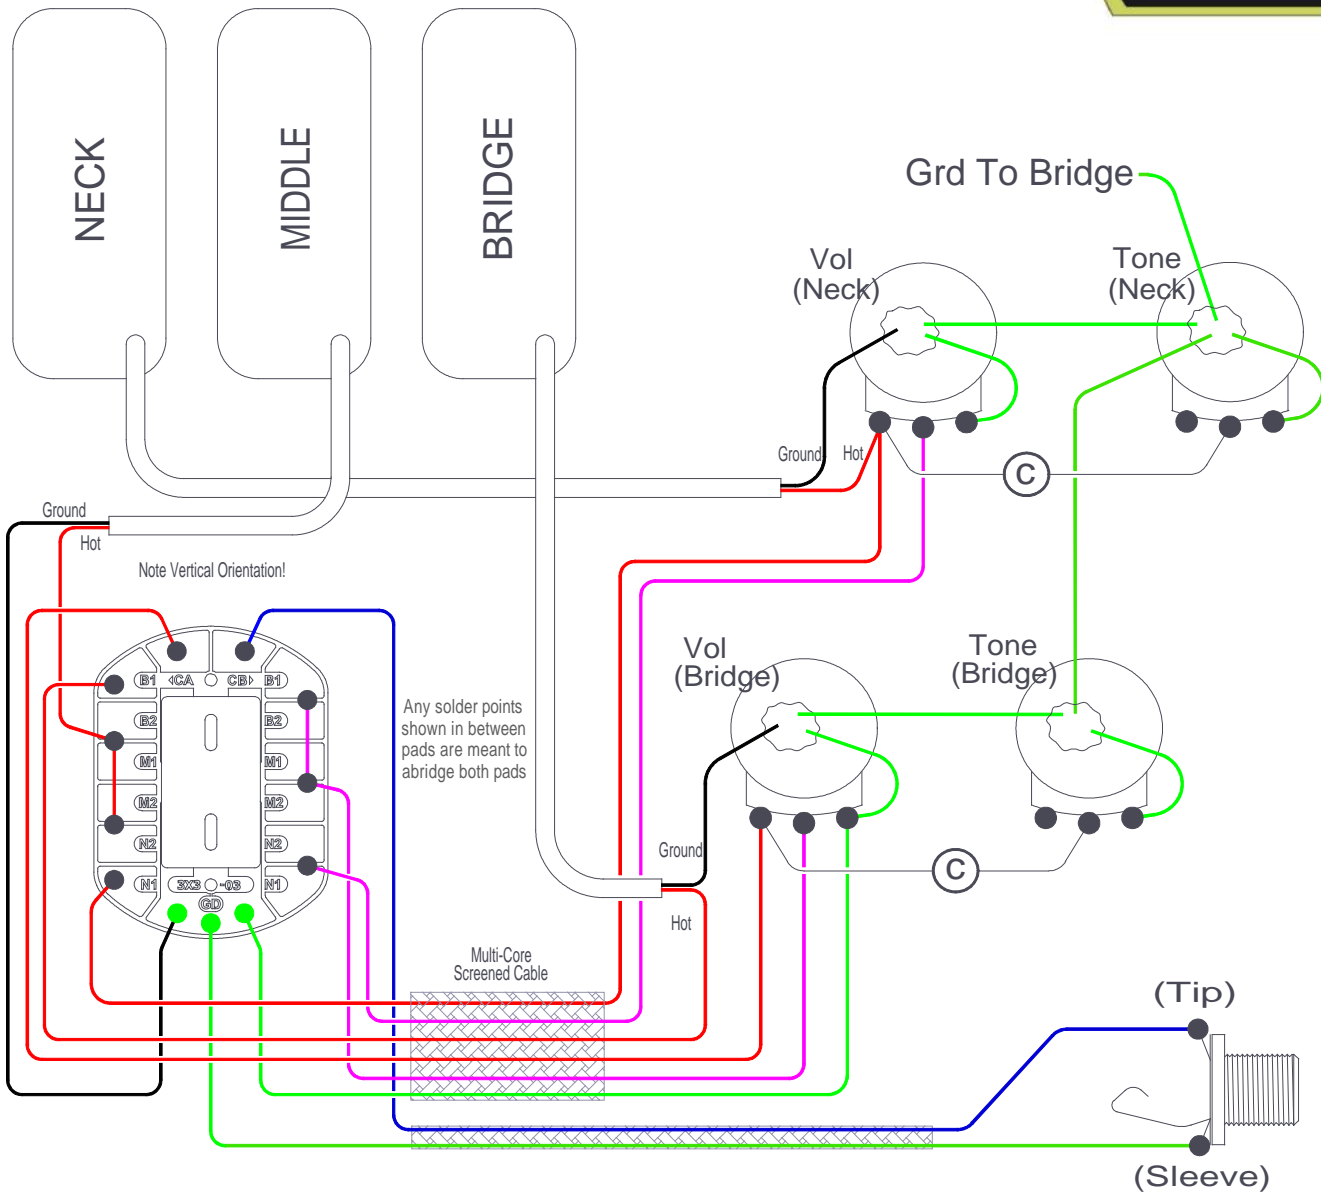 NECK
MIDDLE
BRIDGE
Grd To Bridge
Vol
(Neck)
Tone
(Neck)
Ground
Hot
C
Ground
Hot
Note Vertical Orientation!
Vol
(Bridge)
Tone
(Bridge)
B1 CA CB B1
B2 B2
M1 M1
M2 M2
N2 N2
N1 3X3 -03 N1
GD
Any solder points
shown in between
pads are meant to
abridge both pads
Ground
Hot
C
Multi-Core
Screened Cable
(Tip)
(Sleeve)